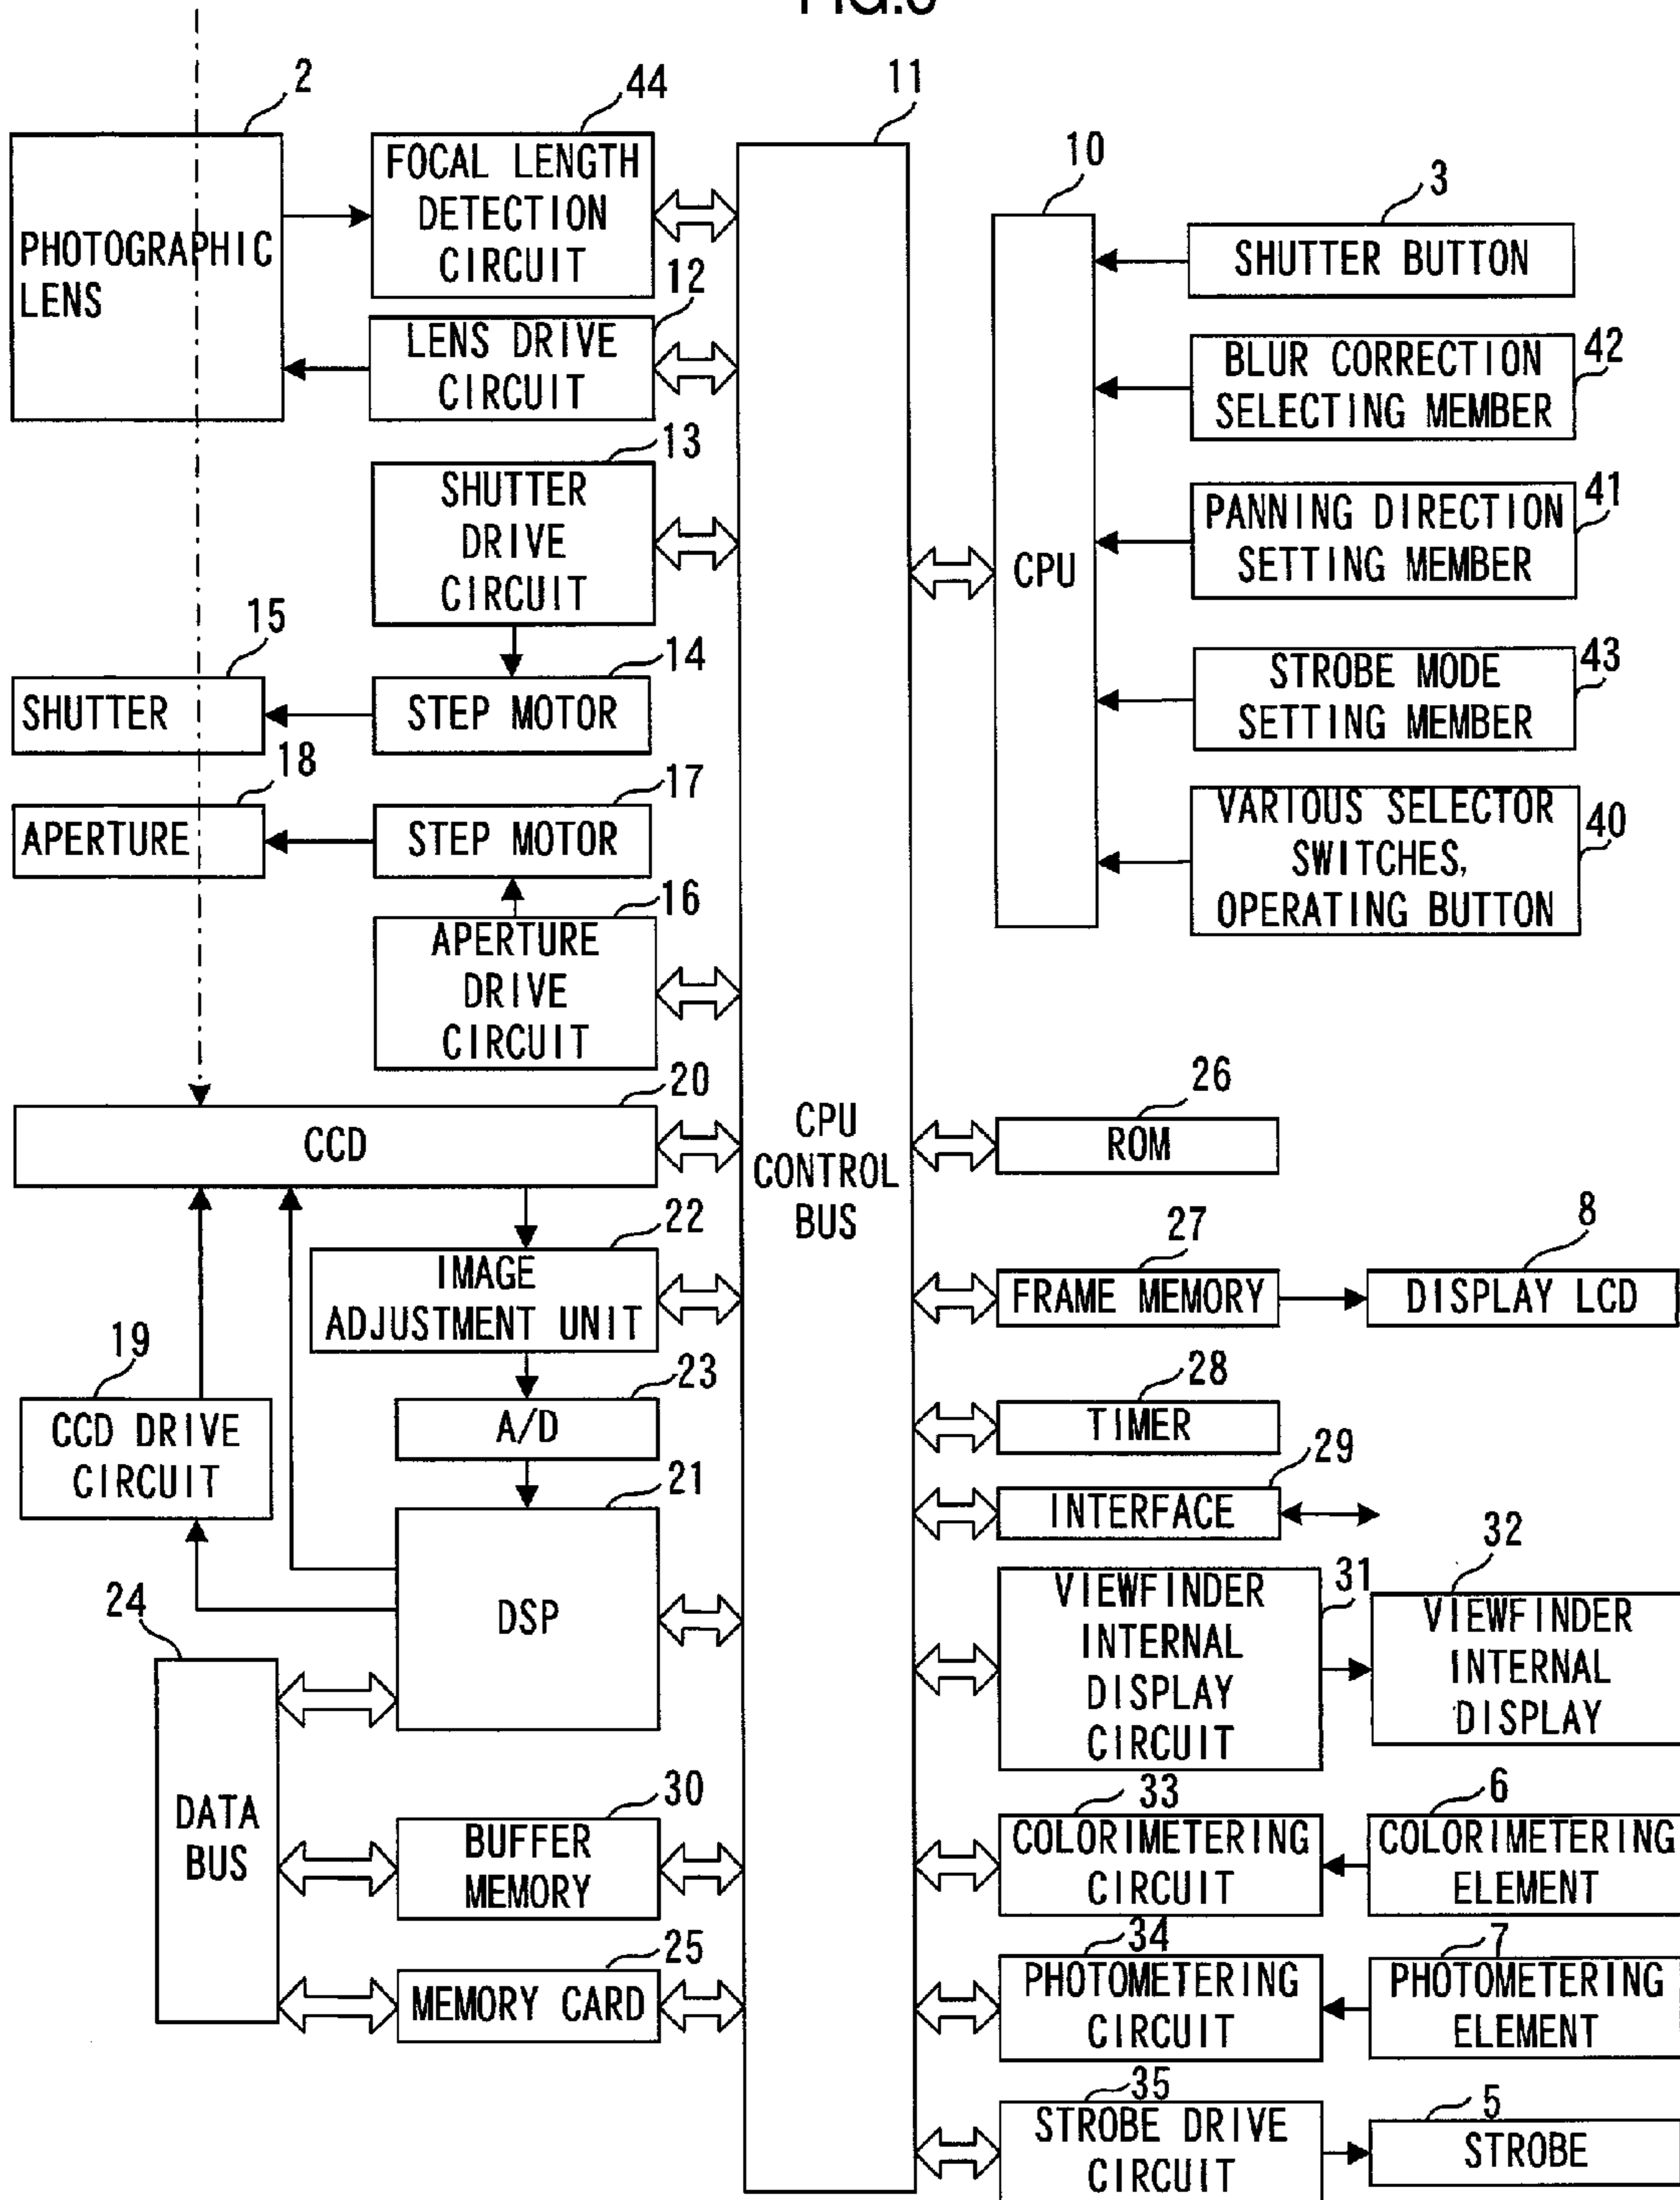 2
44
11
PHOTOGRAPHIC
LENS
FOCAL LENGTH
DETECTION
CIRCUIT
12
LENS DRIVE
CIRCUIT
13
SHUTTER
DRIVE
CIRCUIT
15
14
SHUTTER
STEP MOTOR
18
17
APERTURE
STEP MOTOR
16
APERTURE
DRIVE
CIRCUIT
20
CCD
22
IMAGE
ADJUSTMENT UNIT
19
CCD DRIVE
CIRCUIT
23
A/D
21
DSP
24
DATA
BUS
30
BUFFER
MEMORY
25
MEMORY CARD
CPU
CONTROL
BUS
10
CPU
3
SHUTTER BUTTON
42
BLUR CORRECTION
SELECTING MEMBER
41
PANNING DIRECTION
SETTING MEMBER
43
STROBE MODE
SETTING MEMBER
40
VARIOUS SELECTOR
SWITCHES,
OPERATING BUTTON
26
ROM
27
FRAME MEMORY
8
DISPLAY LCD
28
TIMER
29
INTERFACE
31
VIEWFINDER
INTERNAL
DISPLAY
CIRCUIT
32
VIEWFINDER
INTERNAL
DISPLAY
33
COLORIMETERING
CIRCUIT
6
COLORIMETERING
ELEMENT
34
PHOTOMETERING
CIRCUIT
7
PHOTOMETERING
ELEMENT
35
STROBE DRIVE
CIRCUIT
5
STROBE